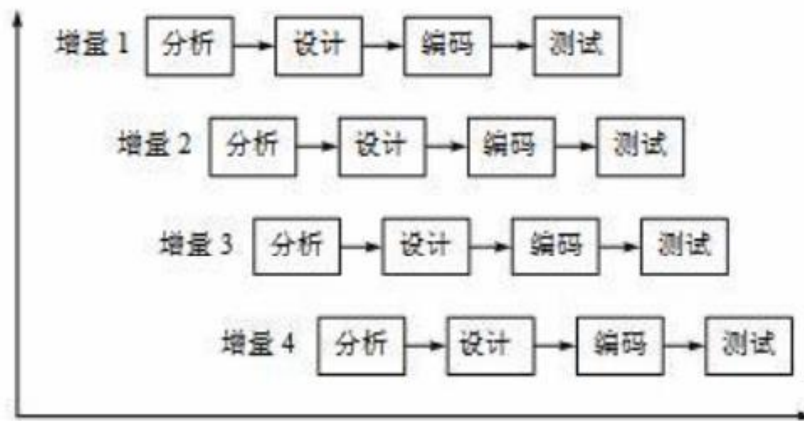 增量 1 分析 设计 编码 测试
增量 2 分析 设计 编码 测试
增量 3 分析 设计 编码 测试
增量 4 分析 设计 编码 测试